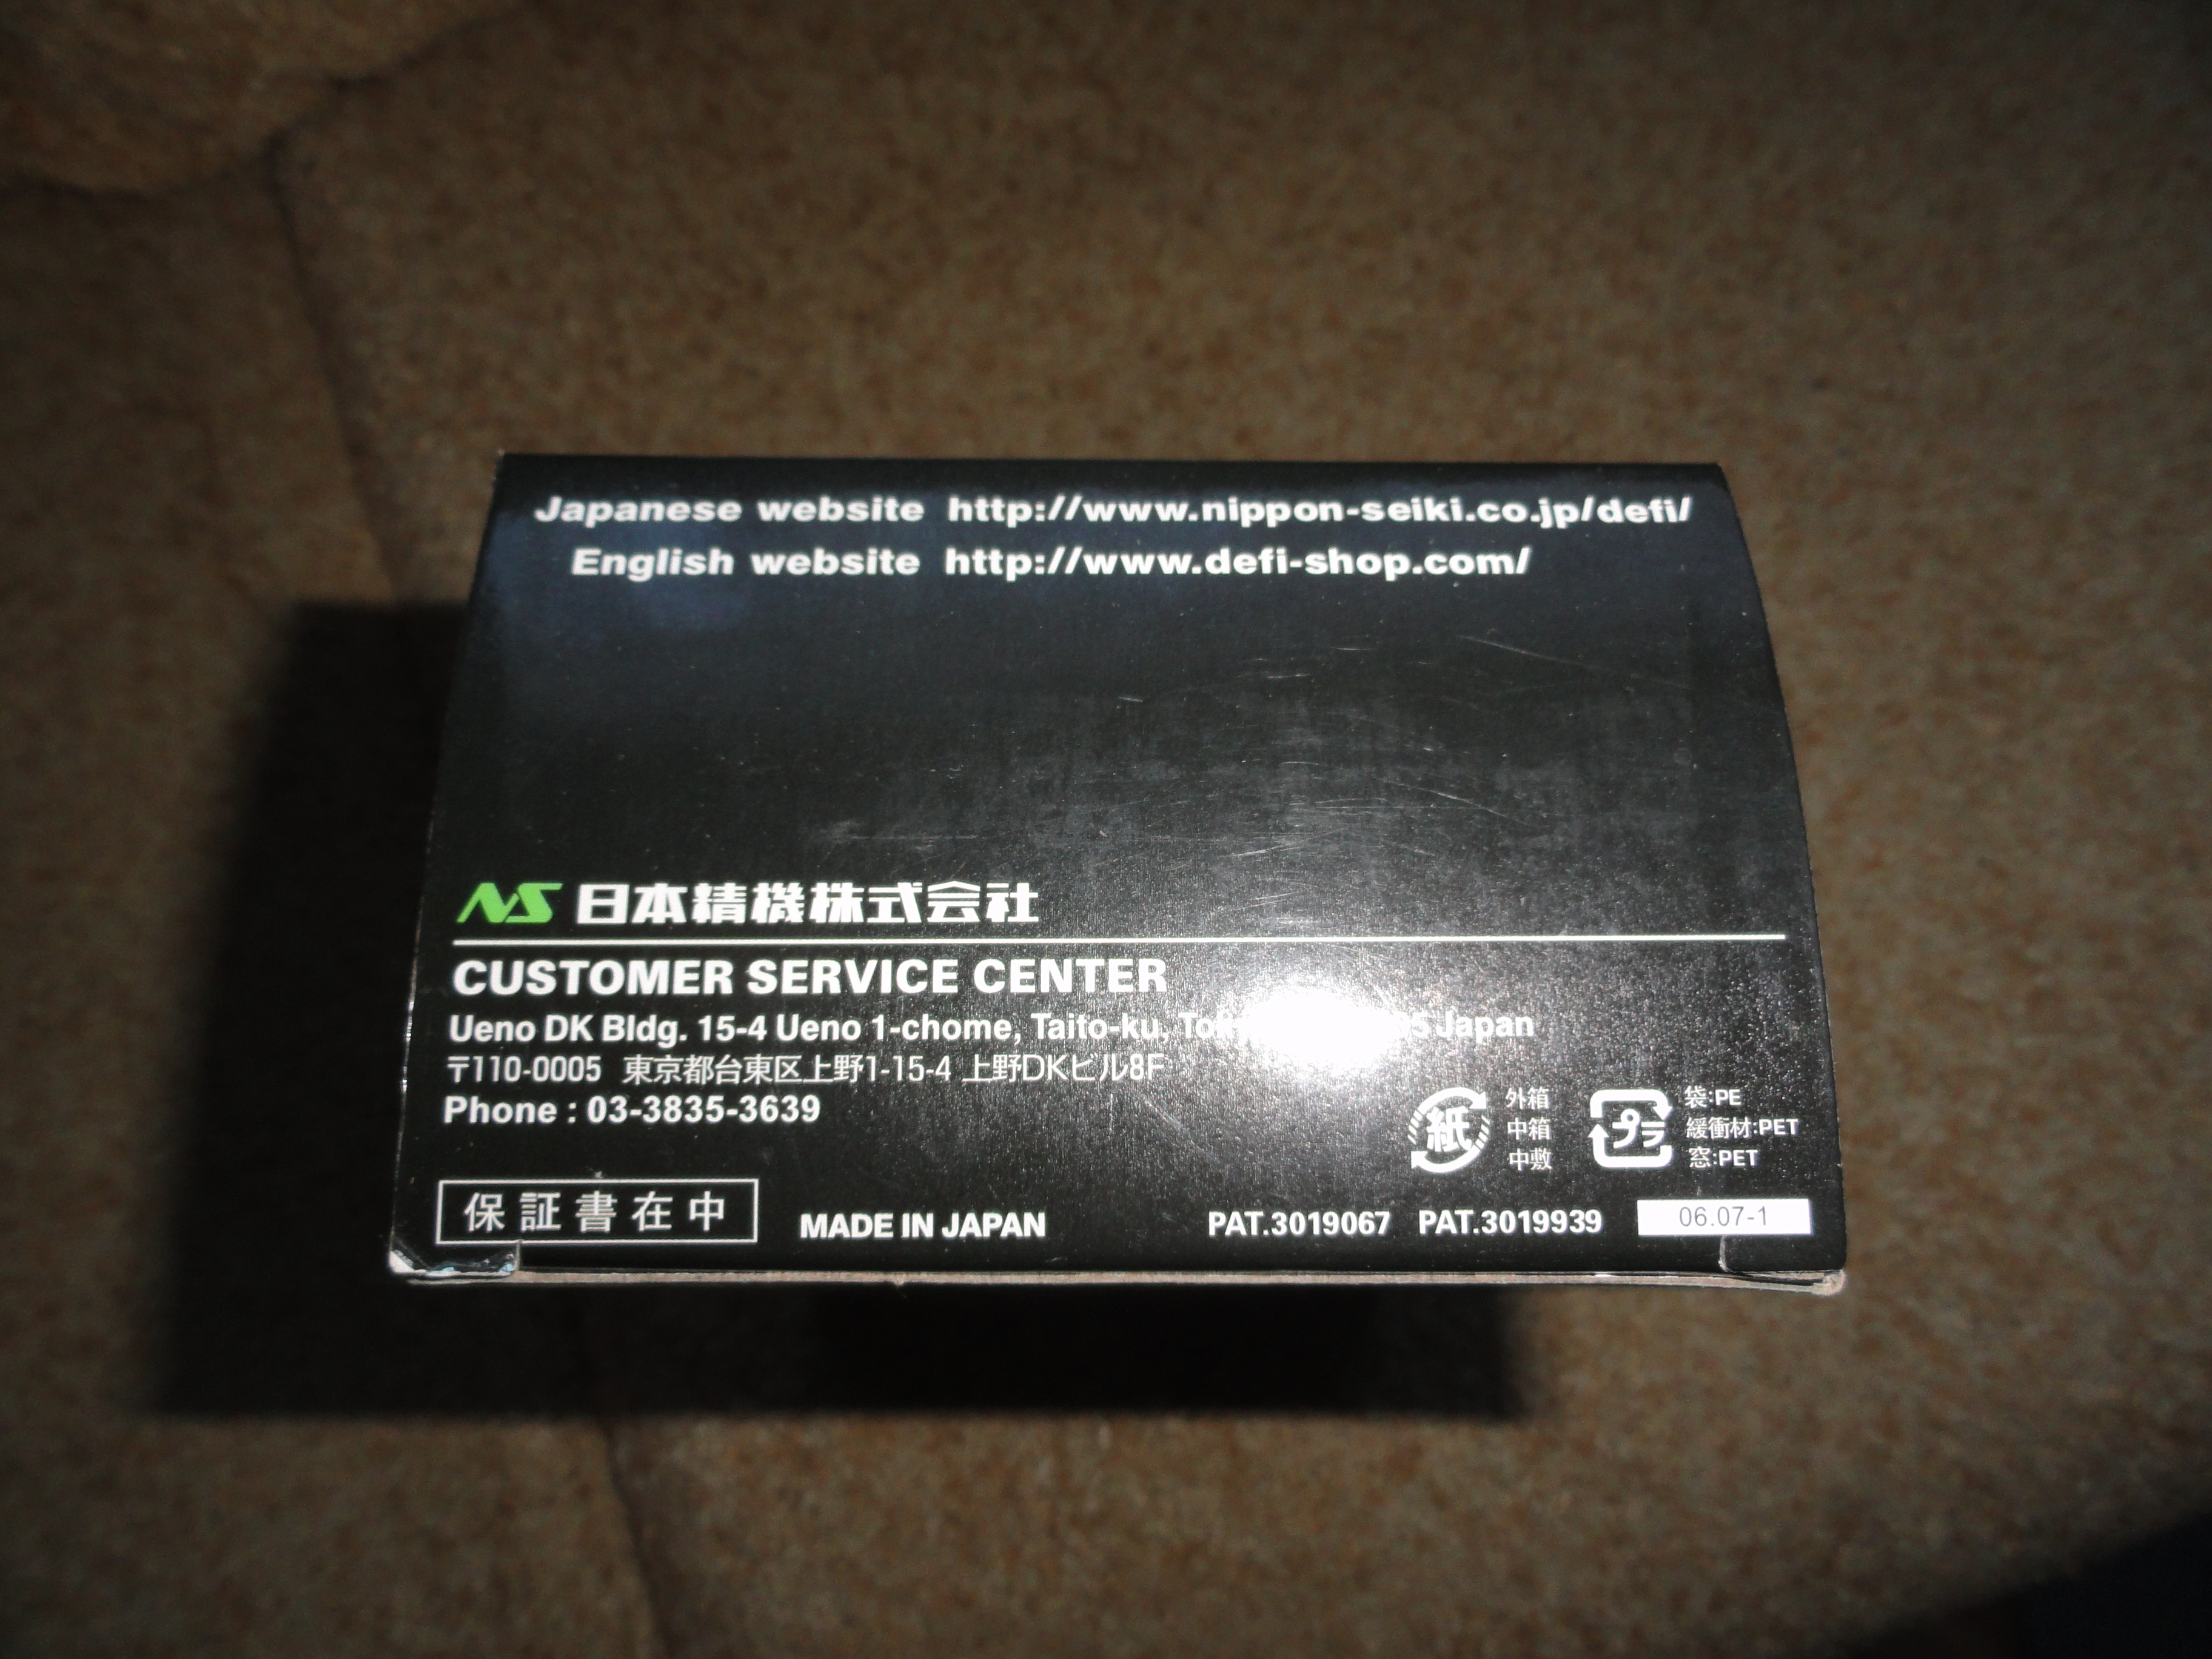 Japanese website http://www.nippon-seiki.co.jp/defi/
English website http://www.defi-shop.com/
NS 日本精機株式会社
CUSTOMER SERVICE CENTER
Ueno DK Bldg. 15-4 Ueno 1-chome, Taito-ku, Japan
〒110-0005 東京都台東区上野1-15-4 上野DKビル8F
Phone : 03-3835-3639
紙 外箱 中箱 中敷
プラ 袋:PE 緩衝材:PET 窓:PET
保証書在中 MADE IN JAPAN PAT.3019067 PAT.3019939 06.07-1